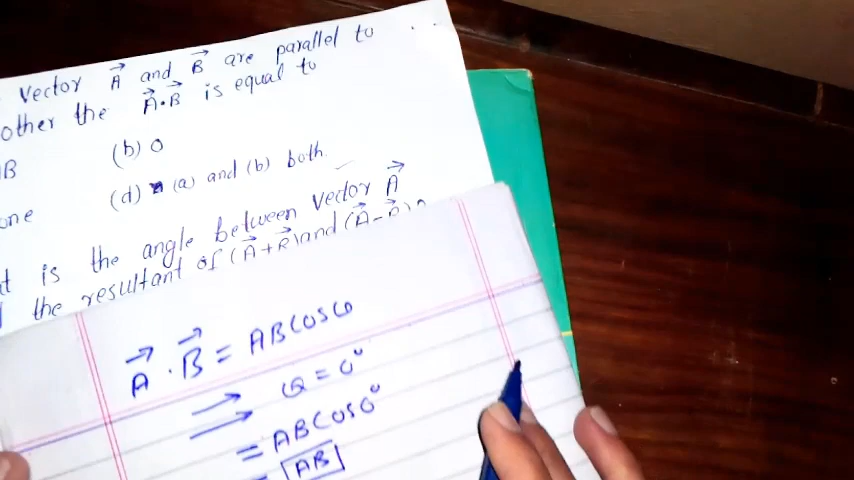 Vector A⃗ and B⃗ are parallel to
other the A⃗·B⃗ is equal to
B (b) 0
one (d) (a) and (b) both
is the angle between vector A⃗
the resultant of (A⃗+B⃗) and (A⃗-B⃗)
A⃗ · B⃗ = ABCOSθ
θ = 0°
= ABCOS0°
= AB